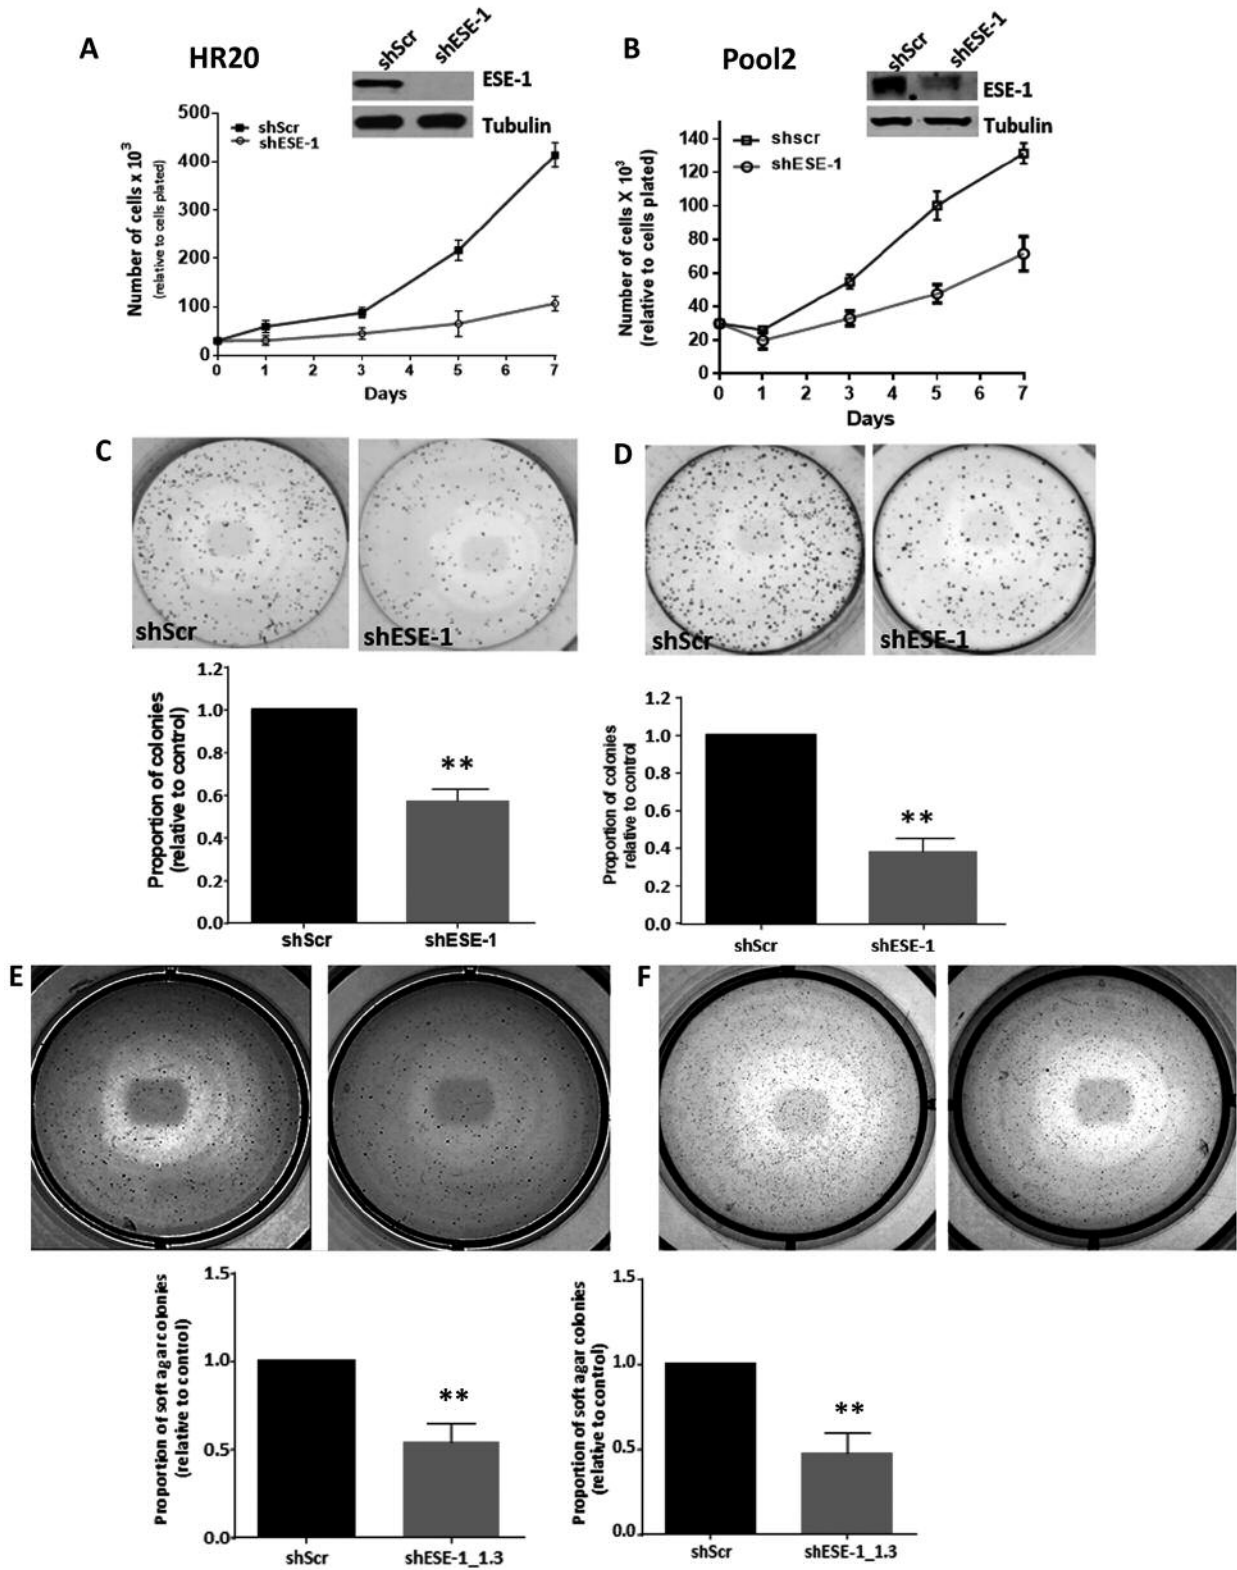 A
HR20
shScr
shESE-1
ESE-1
Tubulin
shScr
shESE-1
500
400
300
200
100
0
Number of cells x 10³
(relative to cells plated)
0 1 2 3 4 5 6 7
Days
B
Pool2
shScr
shESE-1
ESE-1
Tubulin
shscr
shESE-1
140
120
100
80
60
40
20
0
Number of cells X 10³
(relative to cells plated)
0 1 2 3 4 5 6 7
Days
C
shScr
shESE-1
1.2
1.0
0.8
0.6
0.4
0.2
0.0
Proportion of colonies
(relative to control)
**
shScr
shESE-1
D
shScr
shESE-1
1.2
1.0
0.8
0.6
0.4
0.2
0.0
Proportion of colonies
relative to control
**
shScr
shESE-1
E
1.5
1.0
0.5
0.0
Proportion of soft agar colonies
(relative to control)
**
shScr
shESE-1_1.3
F
1.5
1.0
0.5
0.0
Proportion of soft agar colonies
(relative to control)
**
shScr
shESE-1_1.3